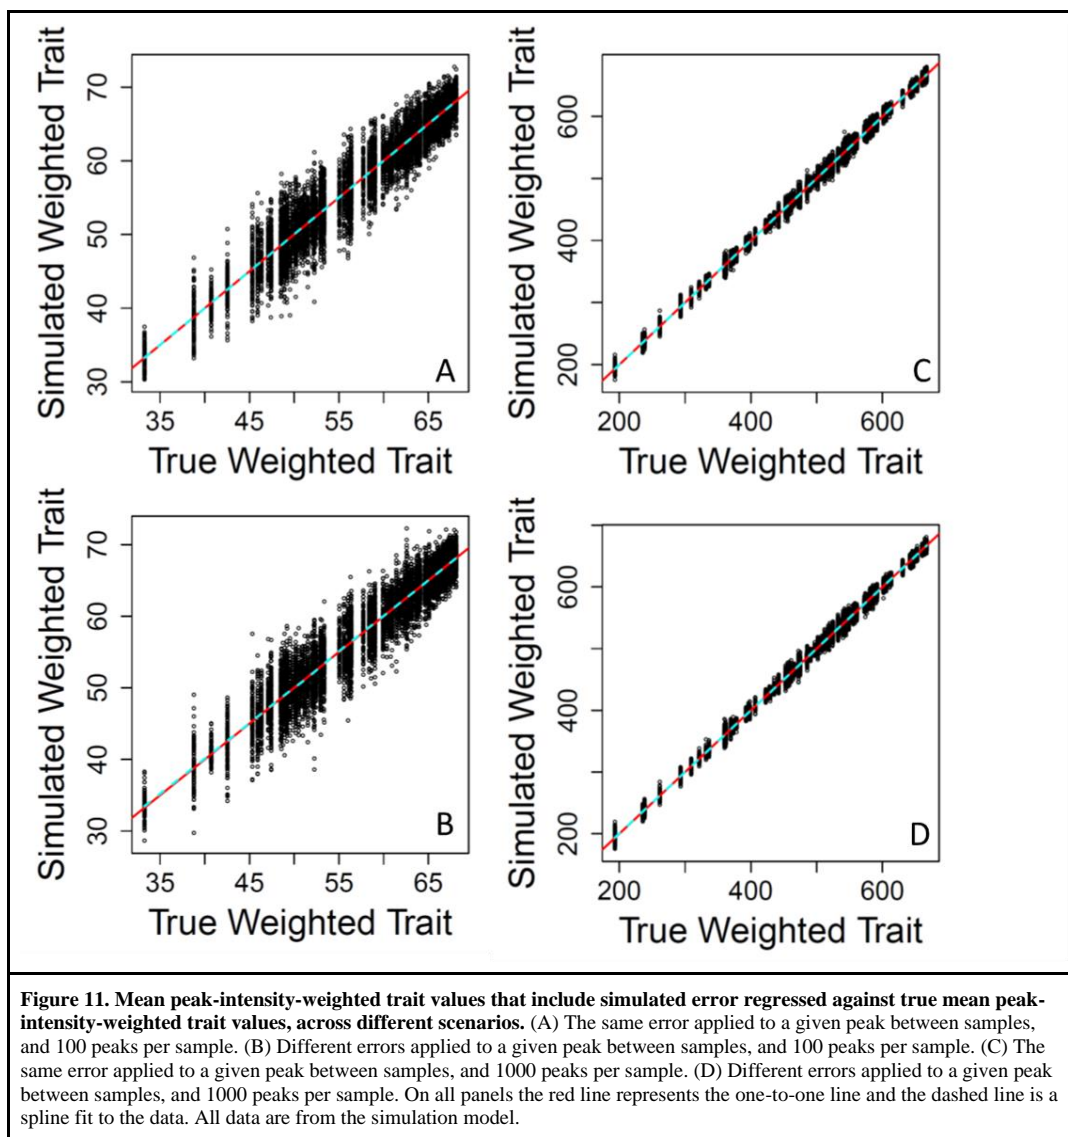 Simulated Weighted Trait
70
60
50
40
30
A
35
45
55
65
True Weighted Trait
Simulated Weighted Trait
600
400
200
C
200
400
600
True Weighted Trait
Simulated Weighted Trait
70
60
50
40
30
B
35
45
55
65
True Weighted Trait
Simulated Weighted Trait
600
400
200
D
200
400
600
True Weighted Trait
Figure 11. Mean peak-intensity-weighted trait values that include simulated error regressed against true mean peak-
intensity-weighted trait values, across different scenarios. (A) The same error applied to a given peak between samples,
and 100 peaks per sample. (B) Different errors applied to a given peak between samples, and 100 peaks per sample. (C) The
same error applied to a given peak between samples, and 1000 peaks per sample. (D) Different errors applied to a given peak
between samples, and 1000 peaks per sample. On all panels the red line represents the one-to-one line and the dashed line is a
spline fit to the data. All data are from the simulation model.